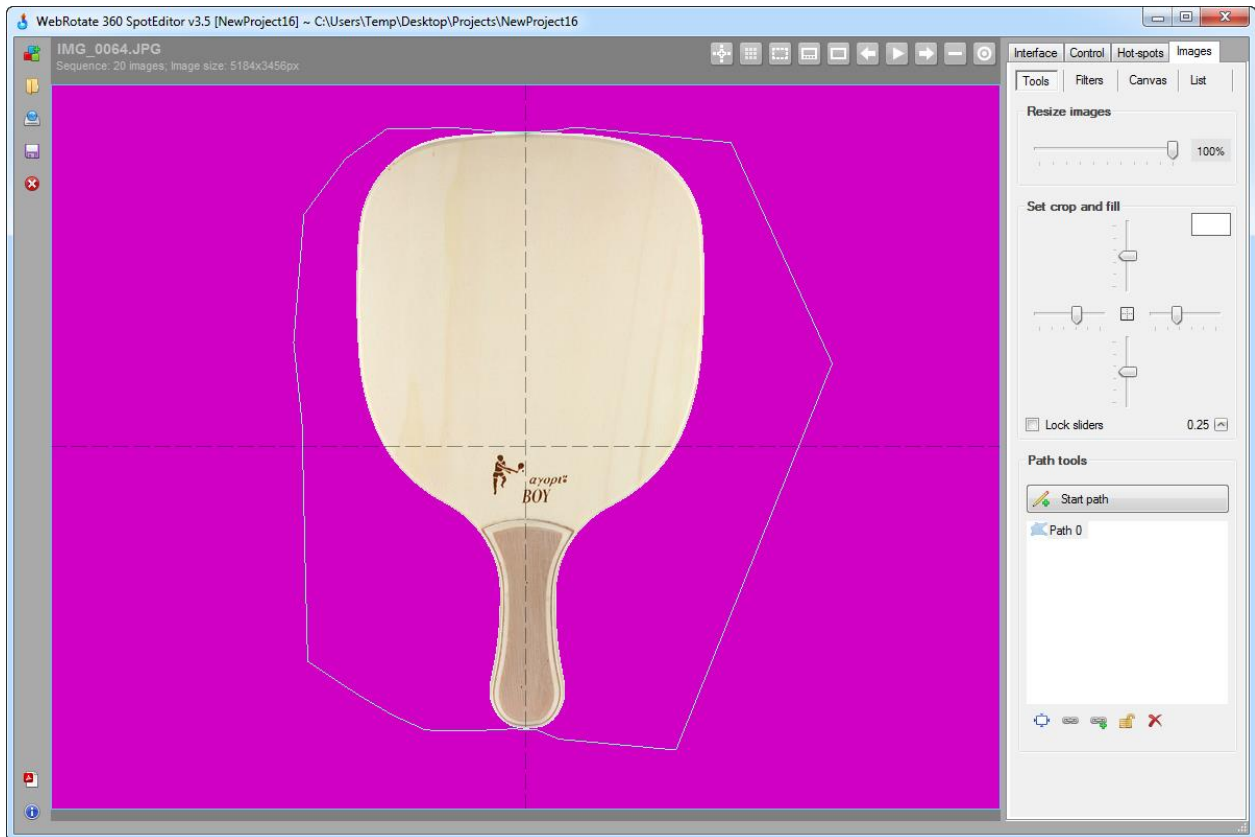 WebRotate 360 SpotEditor v3.5 [NewProject16] ~ C:\Users\Temp\Desktop\Projects\NewProject16
IMG_0064.JPG
Sequence: 20 images; Image size: 5184x3456px
Interface Control Hot-spots Images
Tools Filters Canvas List
Resize images
100%
Set crop and fill
Lock sliders 0.25
Path tools
Start path
Path 0
αγορι
BOY